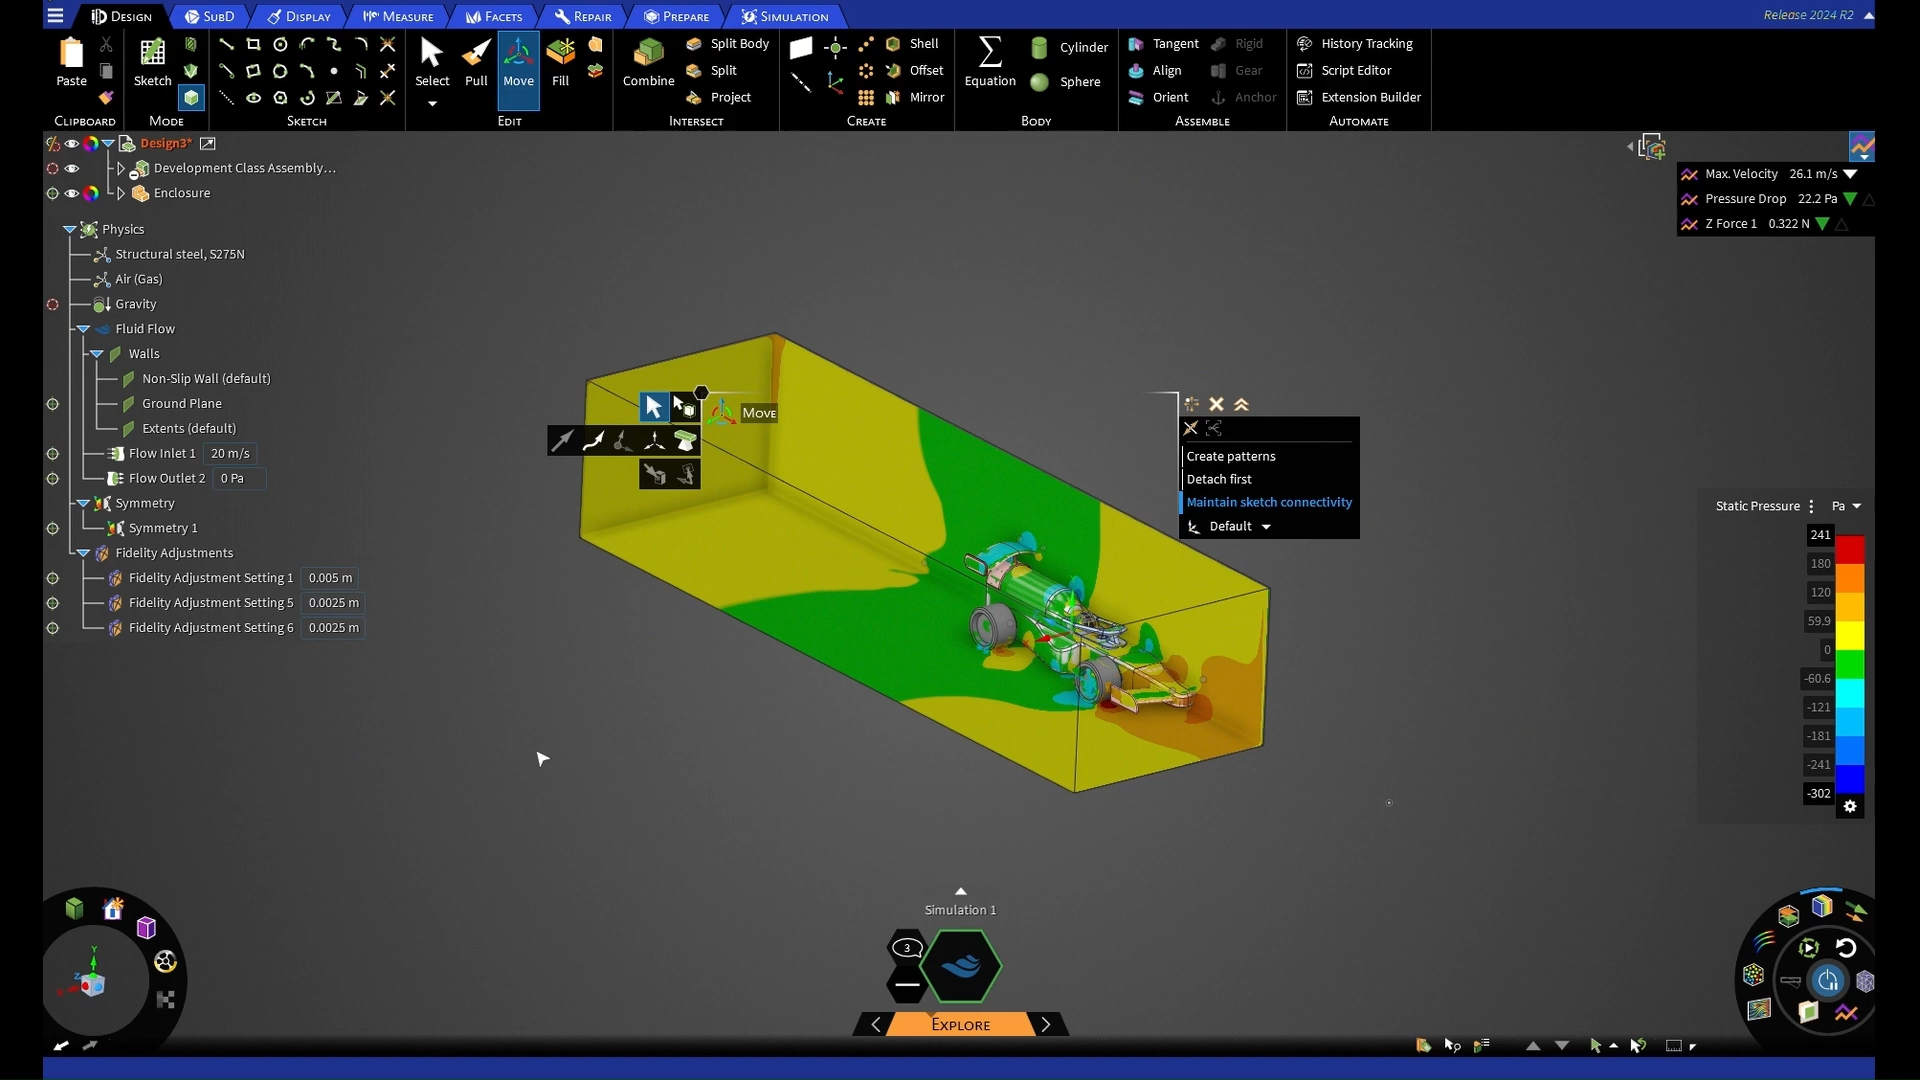 Design
SubD
Display
Measure
Facets
Repair
Prepare
Simulation
Release 2024 R2
Paste
Clipboard
Sketch
Mode
Sketch
Select
Pull
Move
Fill
Edit
Combine
Split Body
Split
Project
Intersect
Shell
Offset
Mirror
Create
Equation
Cylinder
Sphere
Body
Tangent
Align
Orient
Rigid
Gear
Anchor
Assemble
History Tracking
Script Editor
Extension Builder
Automate
Design3*
Development Class Assembly...
Enclosure
Physics
Structural steel, S275N
Air (Gas)
Gravity
Fluid Flow
Walls
Non-Slip Wall (default)
Ground Plane
Extents (default)
Flow Inlet 1 20 m/s
Flow Outlet 2 0 Pa
Symmetry
Symmetry 1
Fidelity Adjustments
Fidelity Adjustment Setting 1 0.005 m
Fidelity Adjustment Setting 5 0.0025 m
Fidelity Adjustment Setting 6 0.0025 m
Max. Velocity 26.1 m/s
Pressure Drop 22.2 Pa
Z Force 1 0.322 N
Move
Create patterns
Detach first
Maintain sketch connectivity
Default
Static Pressure Pa
241
180
120
59.9
0
-60.6
-121
-181
-241
-302
Simulation 1
3
Explore
Y
Z